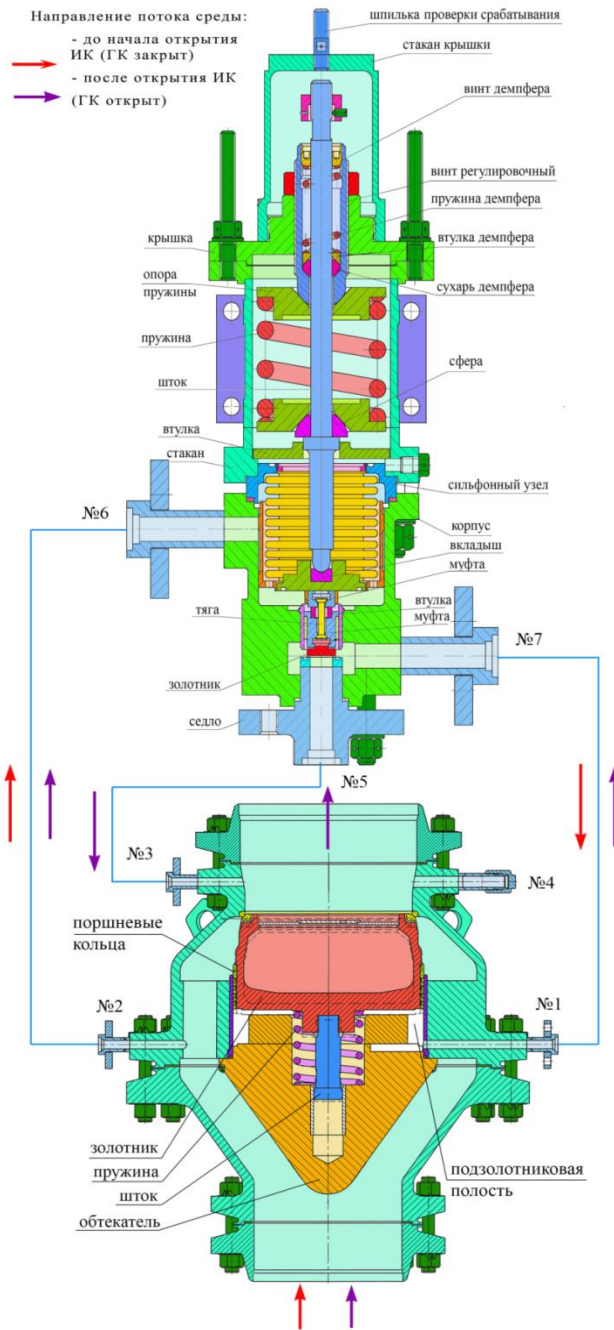 Направление потока среды:
- до начала открытия
ИК (ГК закрыт)
- после открытия ИК
(ГК открыт)
шпилька проверки срабатывания
стакан крышки
винт демпфера
винт регулировочный
пружина демпфера
крышка
втулка демпфера
опора
пружины
сухарь демпфера
пружина
шток
сфера
втулка
стакан
сильфонный узел
№6
корпус
вкладыш
муфта
тяга
втулка
муфта
№7
золотник
седло
№5
№3
№4
поршневые
кольца
№2
№1
золотник
пружина
шток
обтекатель
подзолотниковая
полость